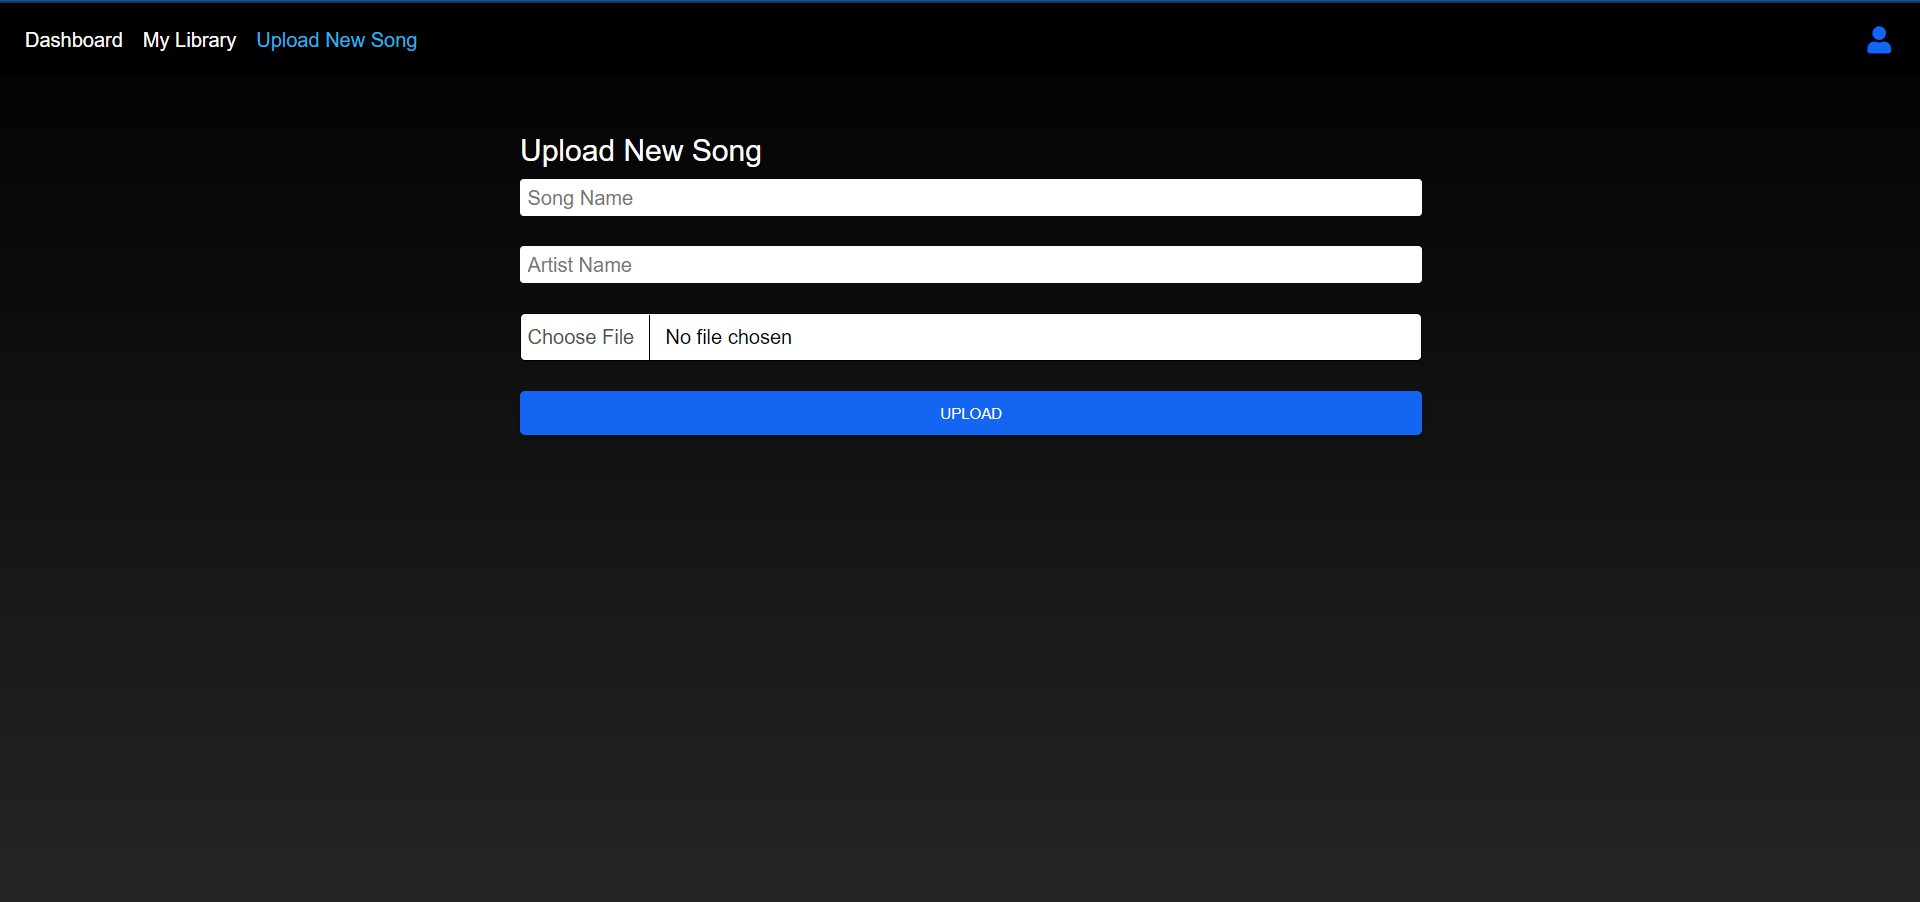 Dashboard My Library Upload New Song
Upload New Song
Song Name
Artist Name
Choose File No file chosen
UPLOAD